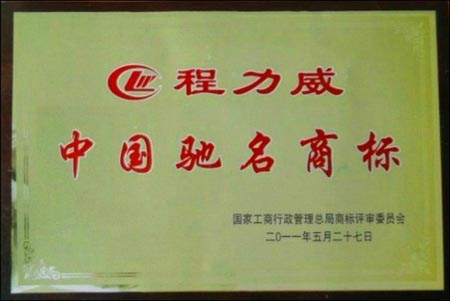 程力威
中国驰名商标
国家工商行政管理总局商标评审委员会
二〇一一年五月二十七日